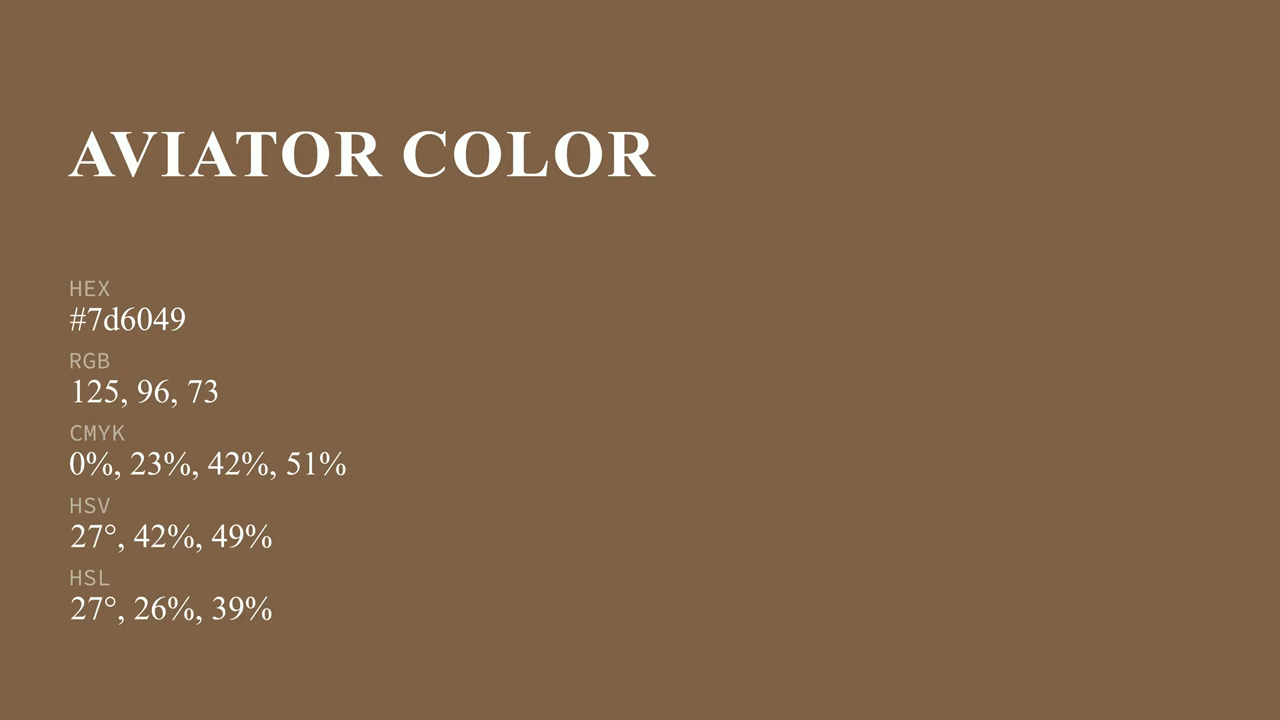 AVIATOR COLOR
HEX
#7d6049
RGB
125, 96, 73
CMYK
0%, 23%, 42%, 51%
HSV
27°, 42%, 49%
HSL
27°, 26%, 39%